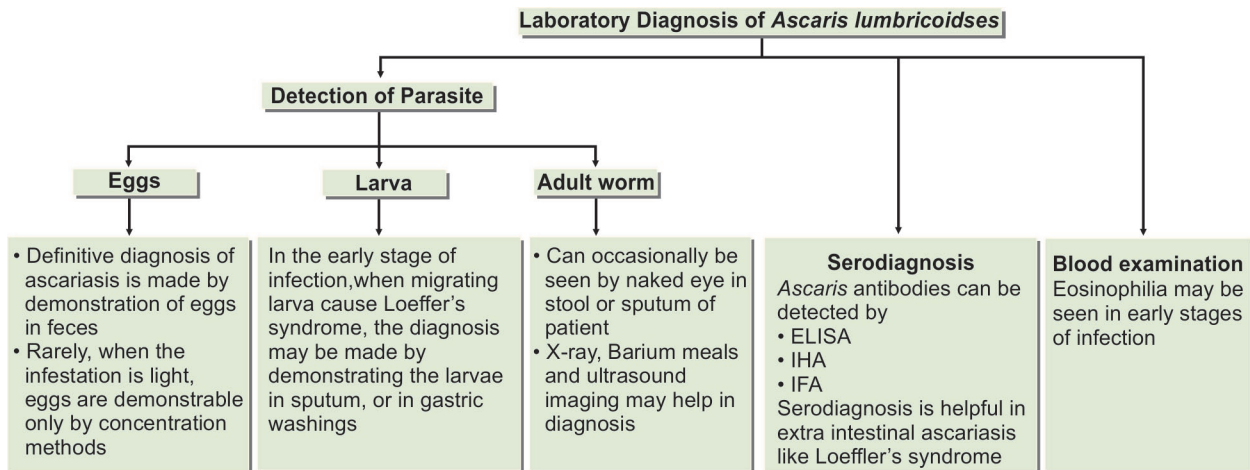 Laboratory Diagnosis of Ascaris lumbricoidses
Detection of Parasite
Eggs
Larva
Adult worm
• Definitive diagnosis of
ascariasis is made by
demonstration of eggs
in feces
• Rarely, when the
infestation is light,
eggs are demonstrable
only by concentration
methods
In the early stage of
infection,when migrating
larva cause Loeffer's
syndrome, the diagnosis
may be made by
demonstrating the larvae
in sputum, or in gastric
washings
• Can occasionally be
seen by naked eye in
stool or sputum of
patient
• X-ray, Barium meals
and ultrasound
imaging may help in
diagnosis
Serodiagnosis
Ascaris antibodies can be
detected by
• ELISA
• IHA
• IFA
Serodiagnosis is helpful in
extra intestinal ascariasis
like Loeffler's syndrome
Blood examination
Eosinophilia may be
seen in early stages
of infection